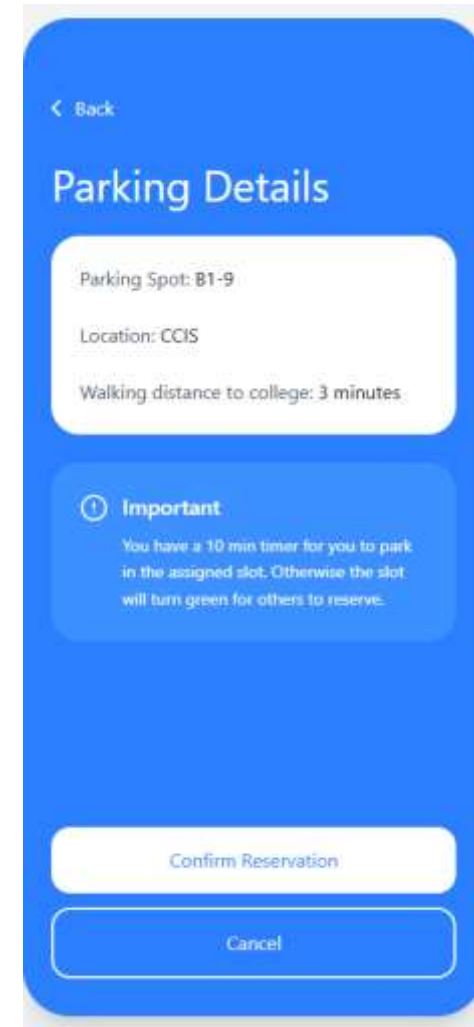 Back
Parking Details
Parking Spot: B1-9
Location: CCIS
Walking distance to college: 3 minutes
Important
You have a 10 min timer for you to park
in the assigned slot. Otherwise the slot
will turn green for others to reserve.
Confirm Reservation
Cancel